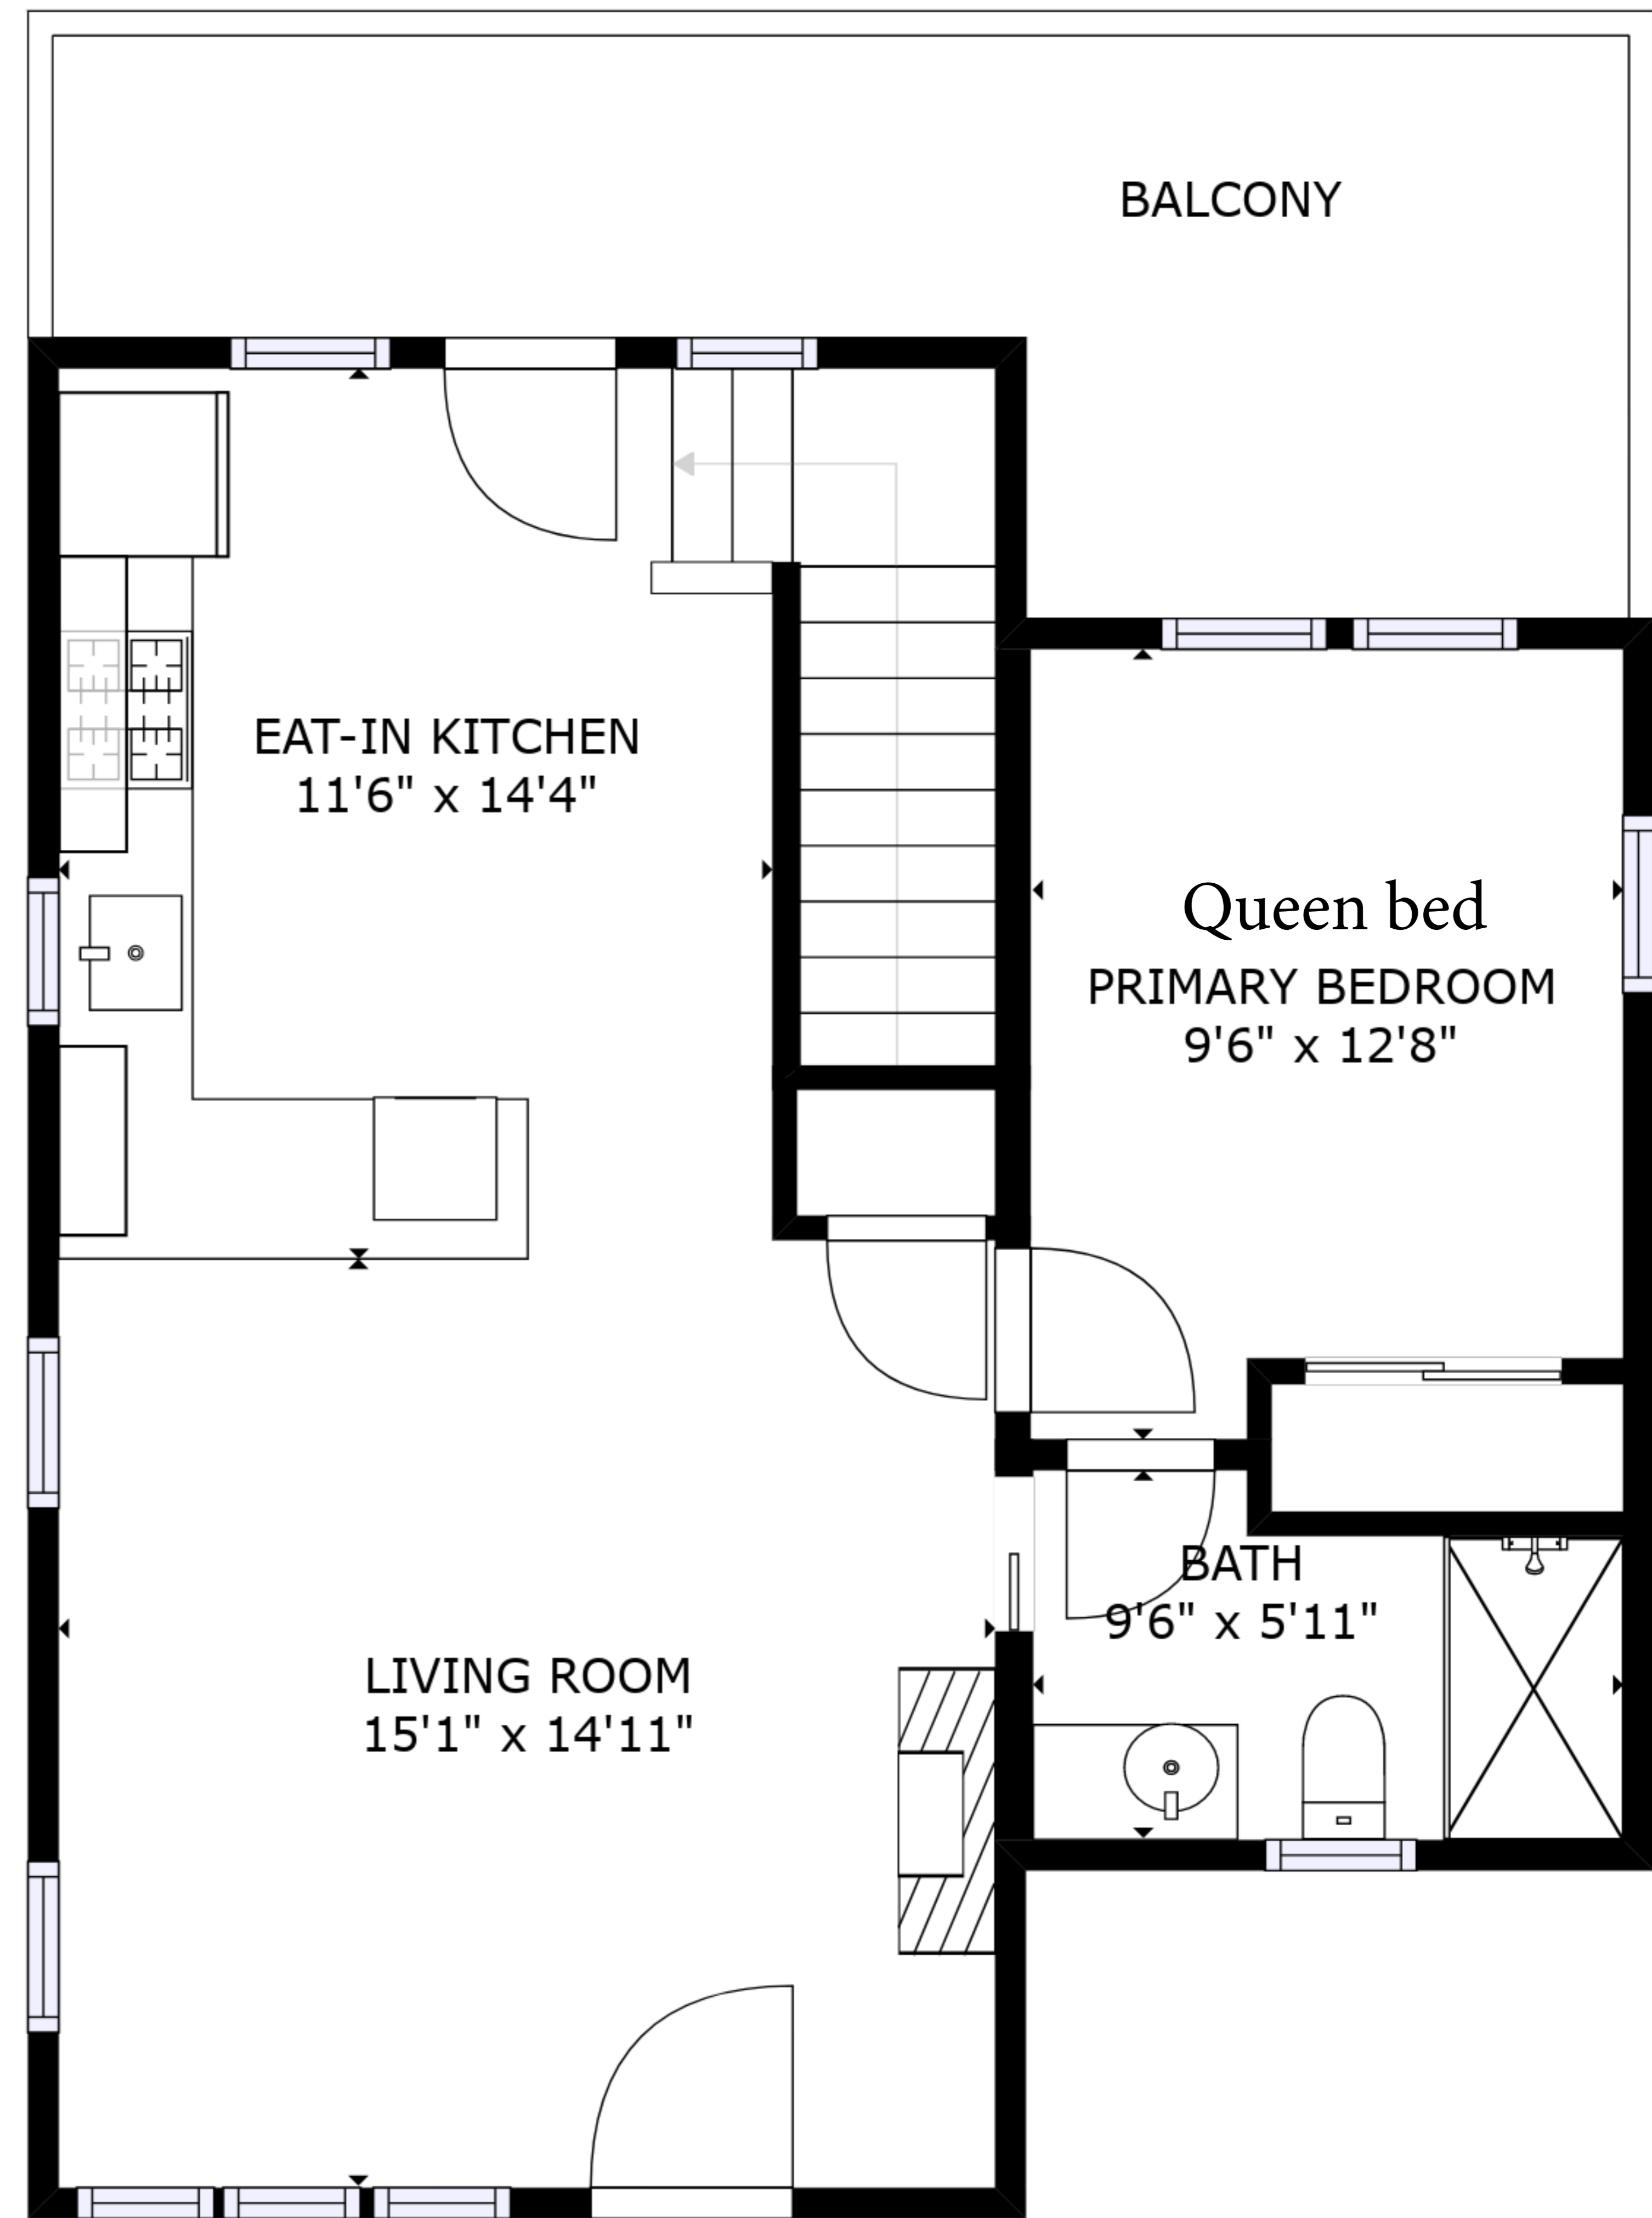 BALCONY
EAT-IN KITCHEN
11'6" x 14'4"
Queen bed
PRIMARY BEDROOM
9'6" x 12'8"
BATH
9'6" x 5'11"
LIVING ROOM
15'1" x 14'11"